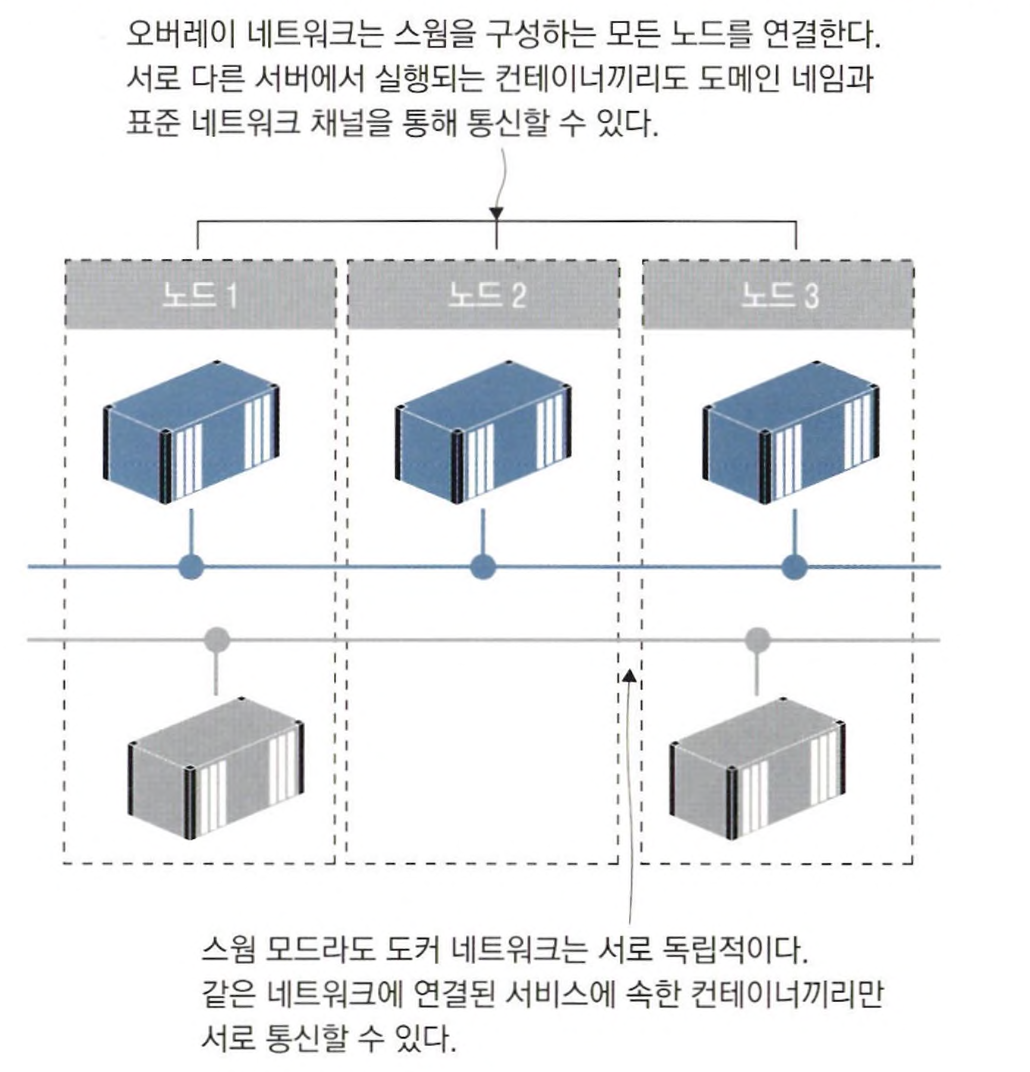 오버레이 네트워크는 스웜을 구성하는 모든 노드를 연결한다.
서로 다른 서버에서 실행되는 컨테이너끼리도 도메인 네임과
표준 네트워크 채널을 통해 통신할 수 있다.
노드 1
노드 2
노드 3
스웜 모드라도 도커 네트워크는 서로 독립적이다.
같은 네트워크에 연결된 서비스에 속한 컨테이너끼리만
서로 통신할 수 있다.